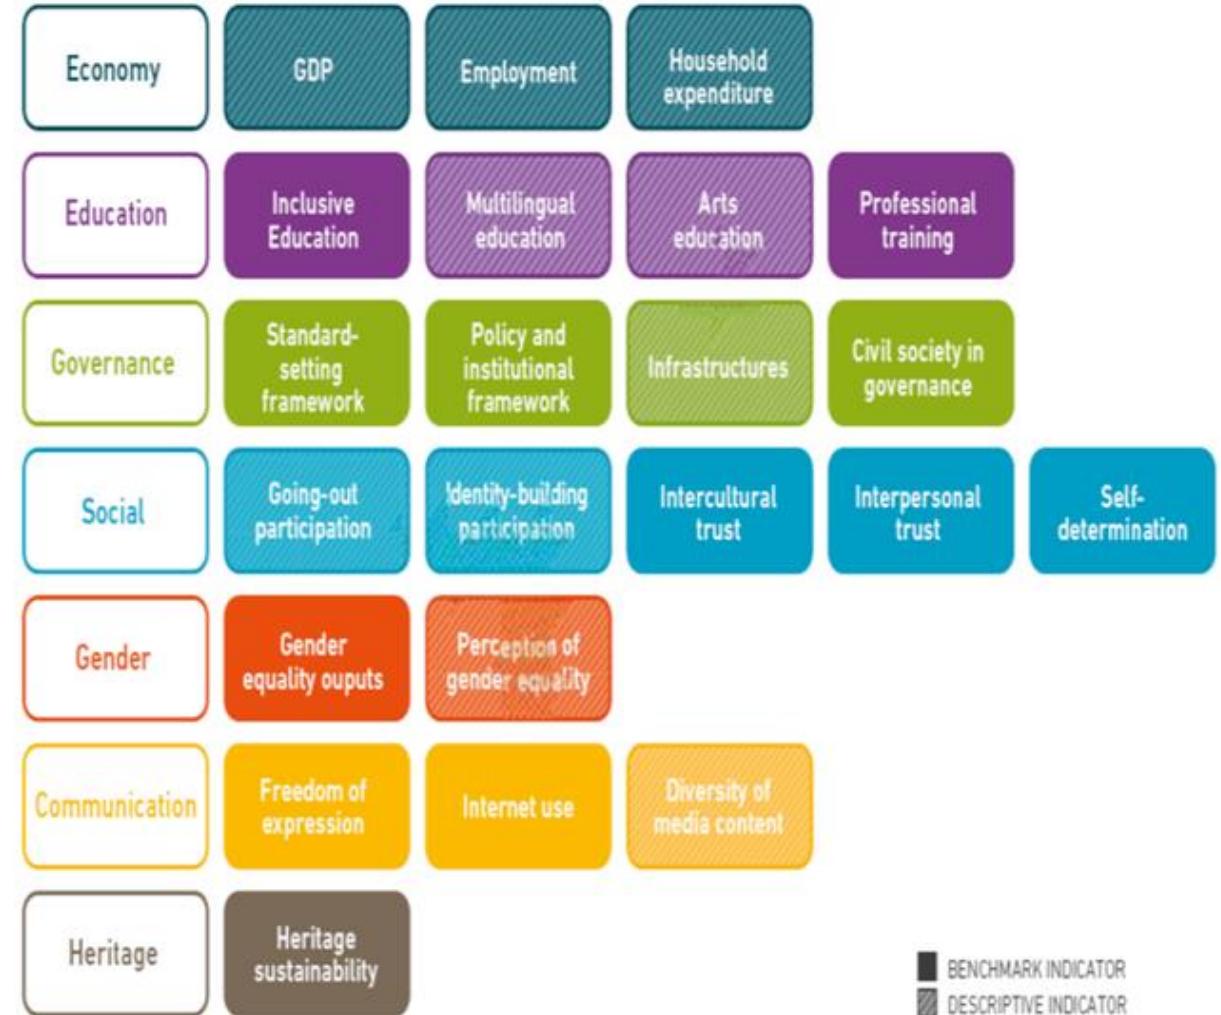 Economy
GDP
Employment
Household
expenditure
Education
Inclusive
Education
Multilingual
education
Arts
education
Professional
training
Governance
Standard-
setting
framework
Policy and
institutional
framework
Infrastructures
Civil society in
governance
Social
Going-out
participation
Identity-building
participation
Intercultural
trust
Interpersonal
trust
Self-
determination
Gender
Gender
equality ouputs
Perception of
gender equality
Communication
Freedom of
expression
Internet use
Diversity of
media content
Heritage
Heritage
sustainability
BENCHMARK INDICATOR
DESCRIPTIVE INDICATOR